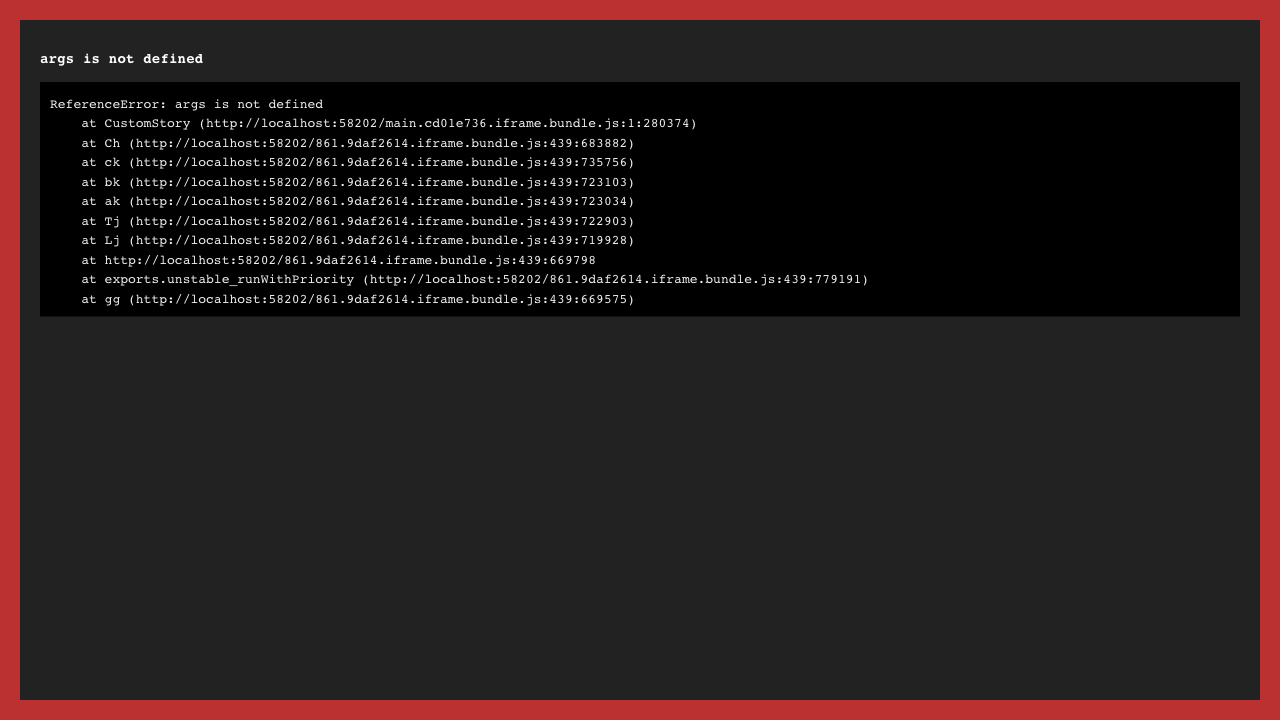 args is not defined
ReferenceError: args is not defined
    at CustomStory (http://localhost:58202/main.cd01e736.iframe.bundle.js:1:280374)
    at Ch (http://localhost:58202/861.9daf2614.iframe.bundle.js:439:683882)
    at ck (http://localhost:58202/861.9daf2614.iframe.bundle.js:439:735756)
    at bk (http://localhost:58202/861.9daf2614.iframe.bundle.js:439:723103)
    at ak (http://localhost:58202/861.9daf2614.iframe.bundle.js:439:723034)
    at Tj (http://localhost:58202/861.9daf2614.iframe.bundle.js:439:722903)
    at Lj (http://localhost:58202/861.9daf2614.iframe.bundle.js:439:719928)
    at http://localhost:58202/861.9daf2614.iframe.bundle.js:439:669798
    at exports.unstable_runWithPriority (http://localhost:58202/861.9daf2614.iframe.bundle.js:439:779191)
    at gg (http://localhost:58202/861.9daf2614.iframe.bundle.js:439:669575)